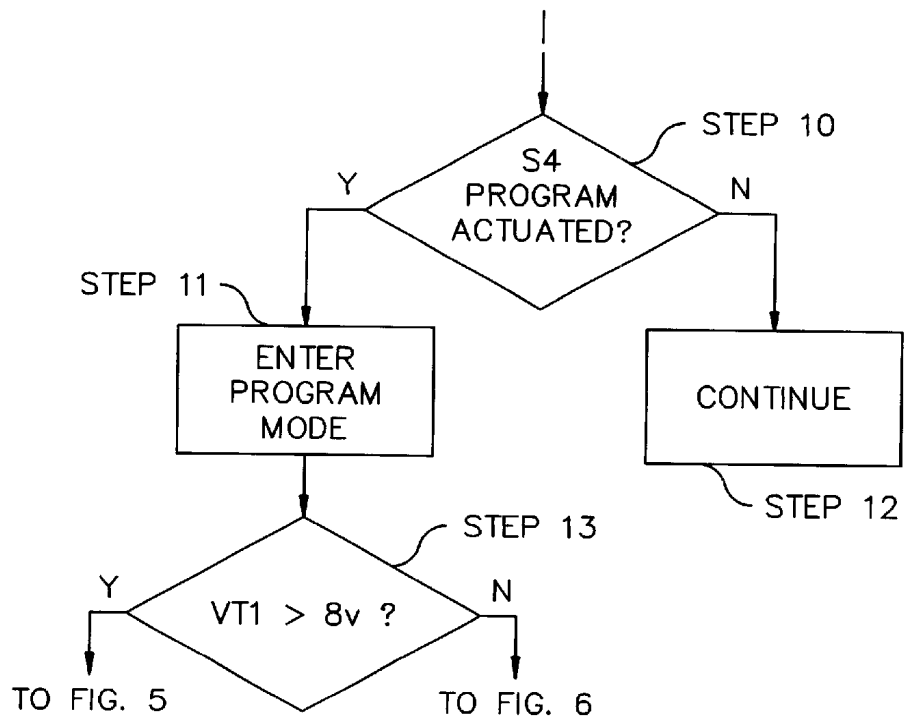 STEP 10
S4
PROGRAM
ACTUATED?
Y
N
STEP 11
ENTER
PROGRAM
MODE
CONTINUE
STEP 12
STEP 13
VT1 > 8v ?
Y
N
TO FIG. 5
TO FIG. 6